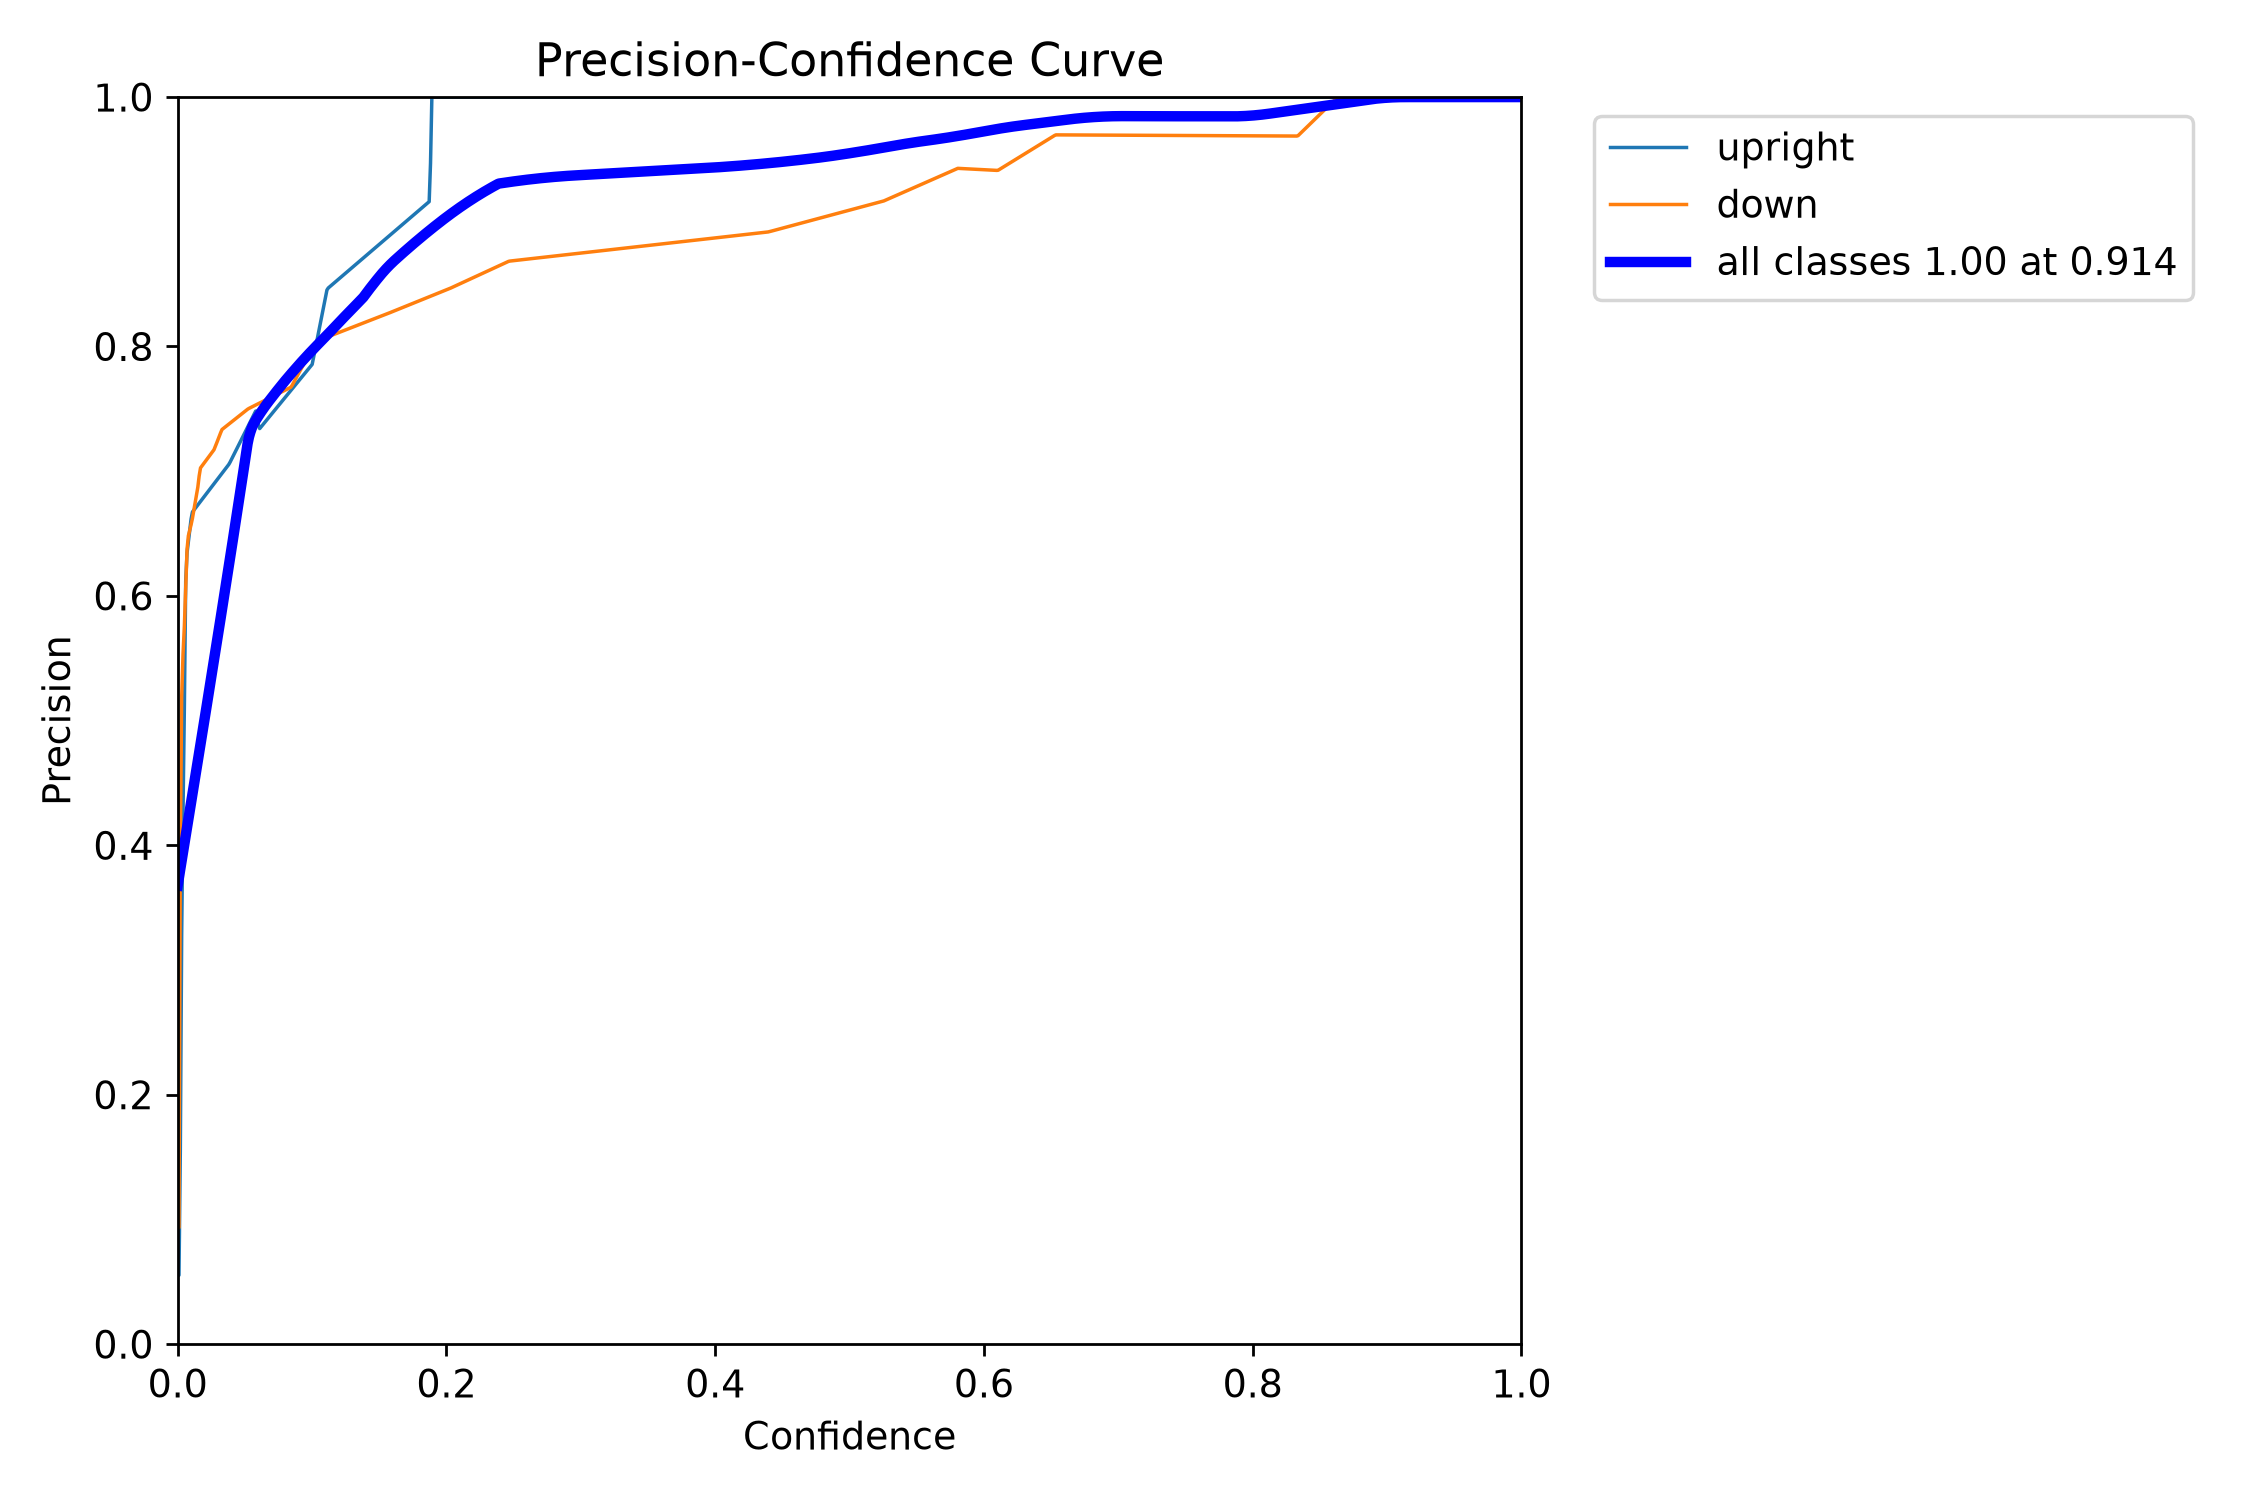 Precision-Confidence Curve
1.0
0.8
0.6
0.4
0.2
0.0
Precision
0.0 0.2 0.4 0.6 0.8 1.0
Confidence
upright
down
all classes 1.00 at 0.914